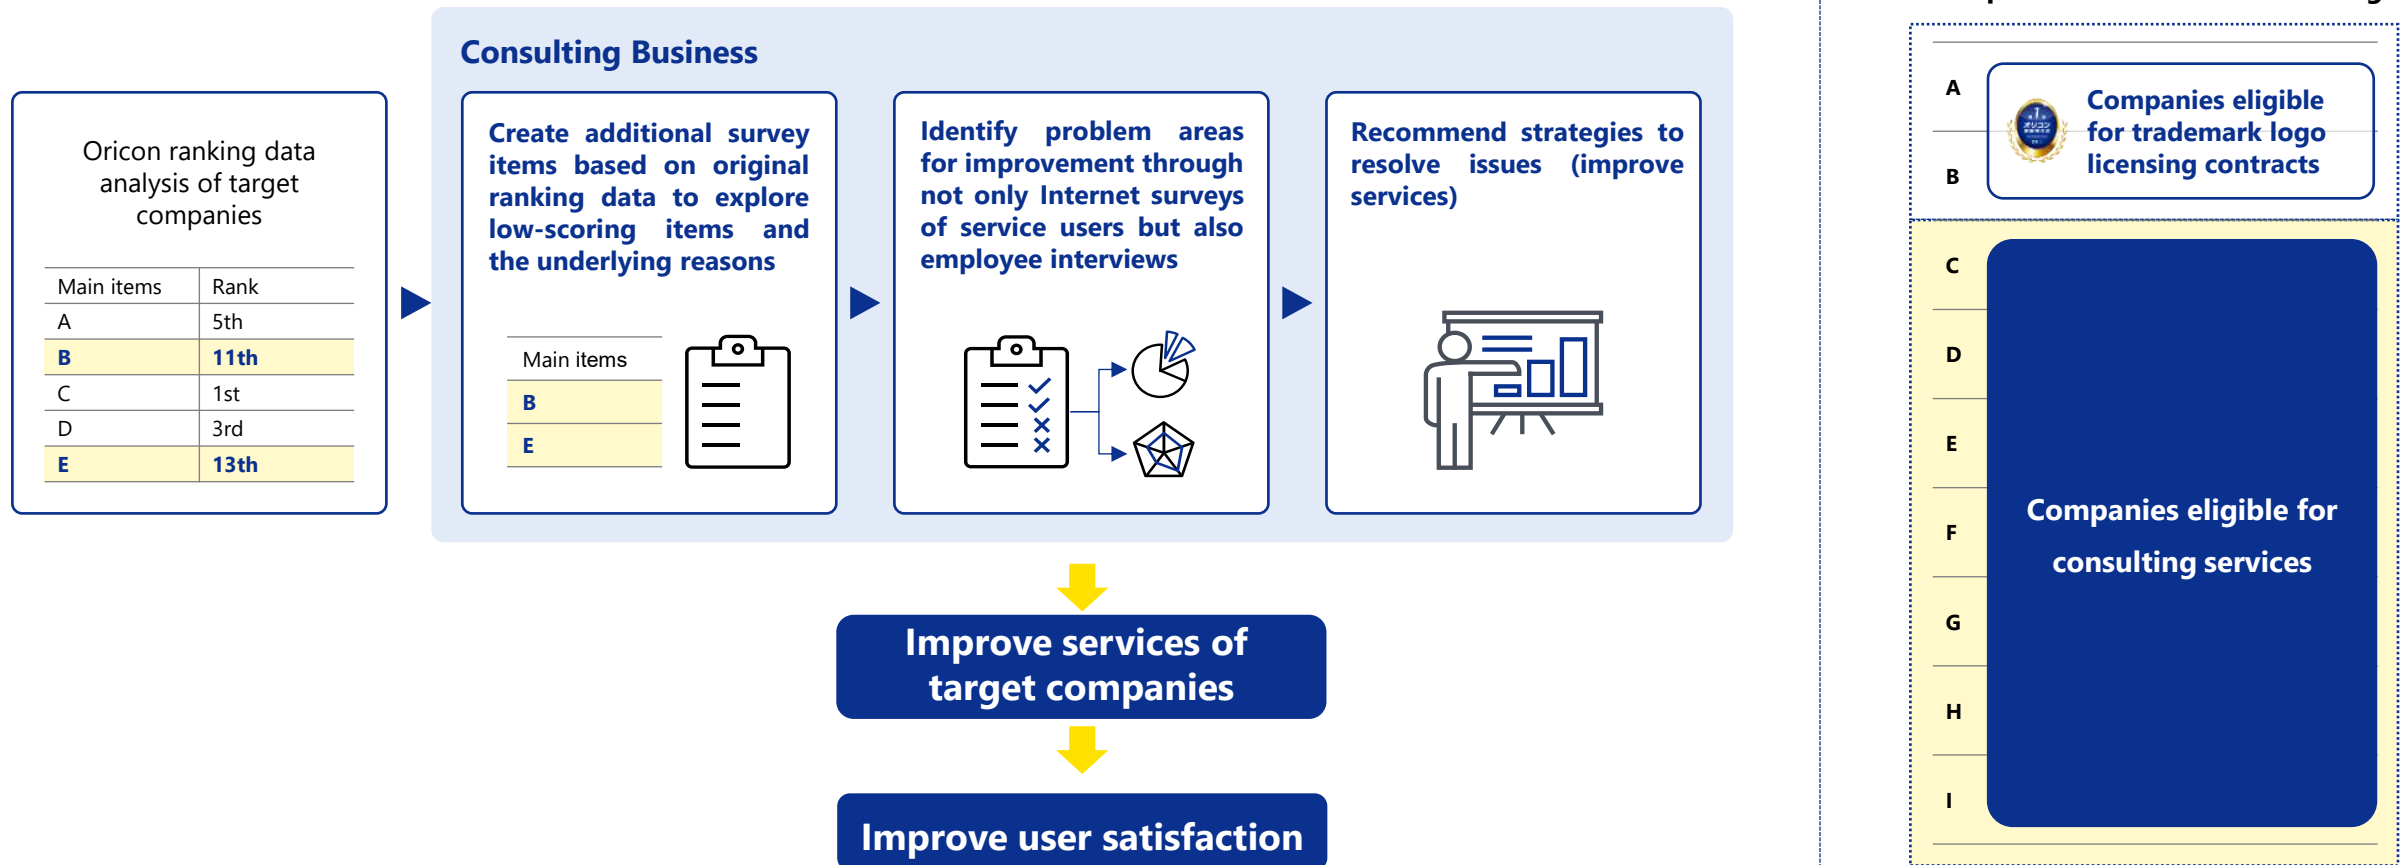 Consulting Business
Oricon ranking data
analysis of target
companies
Main items Rank
A 5th
B 11th
C 1st
D 3rd
E 13th
Create additional survey
items based on original
ranking data to explore
low-scoring items and
the underlying reasons
Main items
B
E
Identify problem areas
for improvement through
not only Internet surveys
of service users but also
employee interviews
Recommend strategies to
resolve issues (improve
services)
Improve services of
target companies
Improve user satisfaction
A
B
Companies eligible
for trademark logo
licensing contracts
オリコン
C
D
E
F
G
H
I
Companies eligible for
consulting services